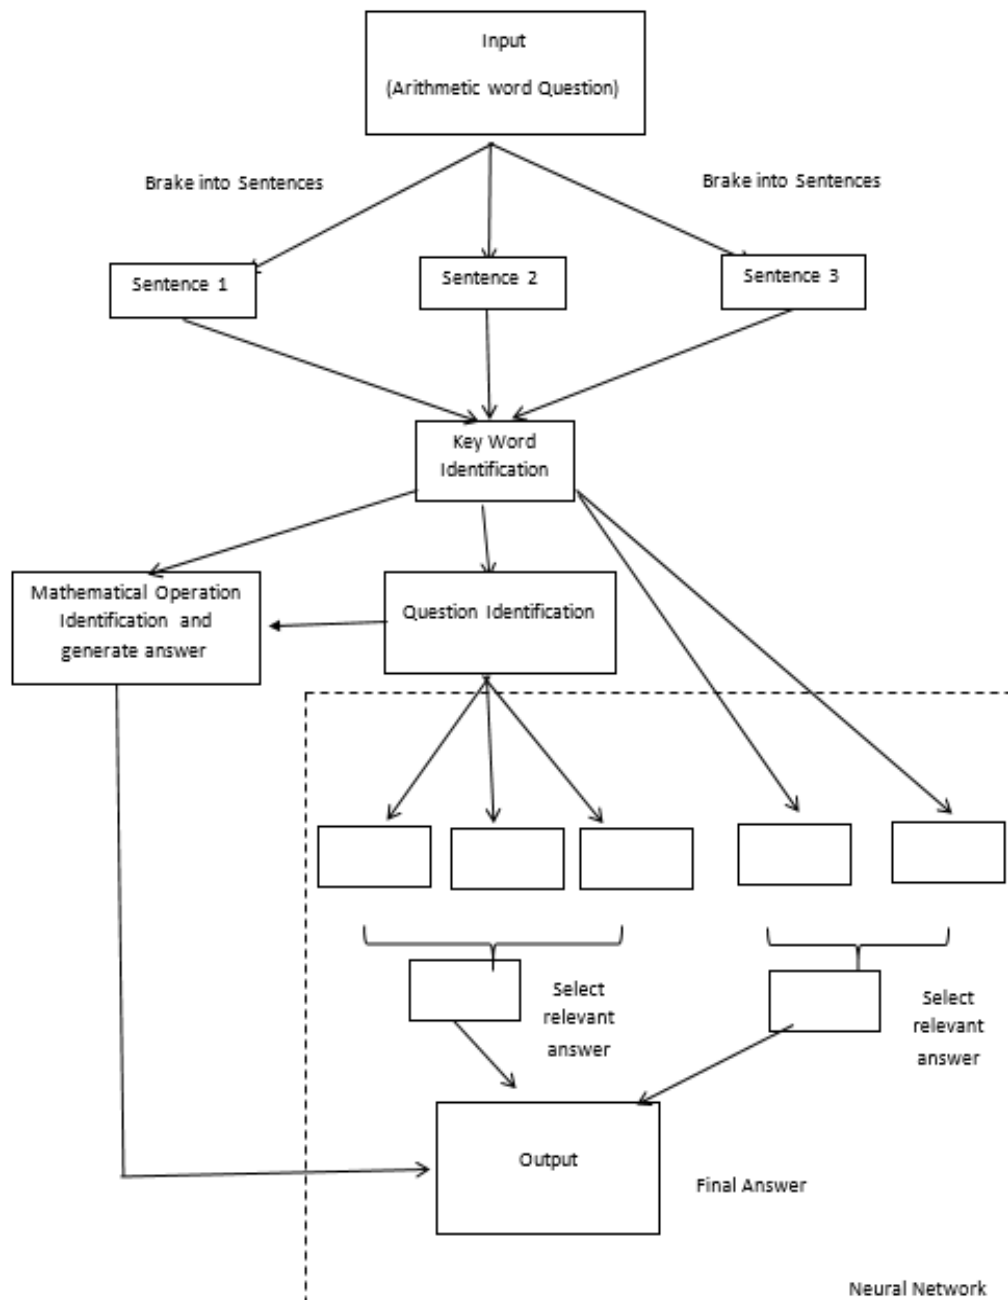 Input
(Arithmetic word Question)
Brake into Sentences
Brake into Sentences
Sentence 1
Sentence 2
Sentence 3
Key Word
Identification
Mathematical Operation
Identification and
generate answer
Question Identification
Select
relevant
answer
Select
relevant
answer
Output
Final Answer
Neural Network